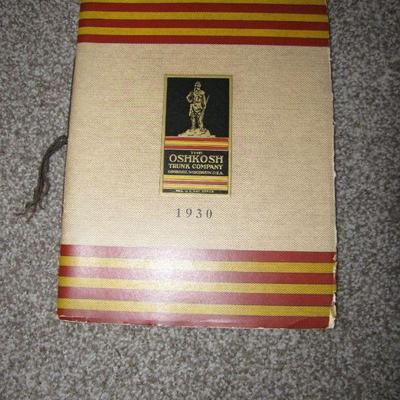 THE
OSHKOSH
TRUNK COMPANY
OSHKOSH, WISCONSIN, U.S.A.
1930